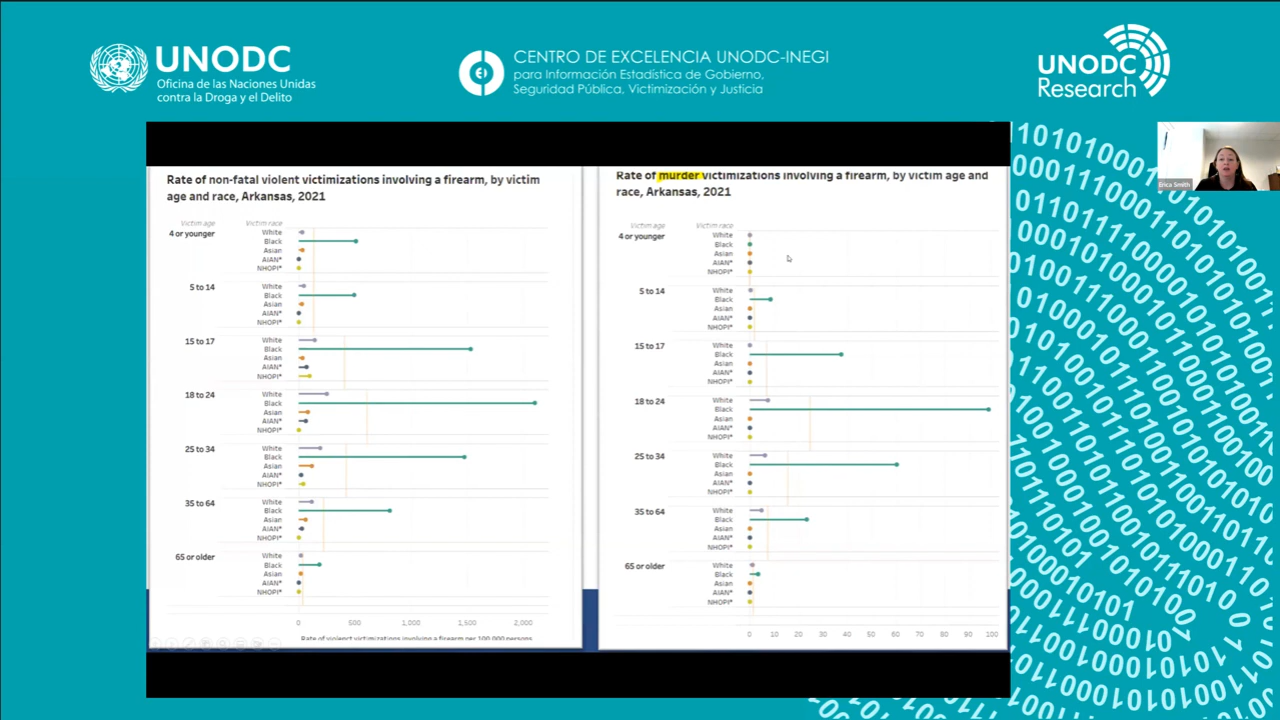 UNODC
Oficina de las Naciones Unidas
contra la Droga y el Delito
CENTRO DE EXCELENCIA UNODC-INEGI
para Información Estadística de Gobierno,
Seguridad Pública, Victimización y Justicia
UNODC
Research
Erica Smith
Rate of non-fatal violent victimizations involving a firearm, by victim
age and race, Arkansas, 2021
Victim age Victim race
4 or younger White
Black
Asian
AIAN*
NHOPI*
5 to 14 White
Black
Asian
AIAN*
NHOPI*
15 to 17 White
Black
Asian
AIAN*
NHOPI*
18 to 24 White
Black
Asian
AIAN*
NHOPI*
25 to 34 White
Black
Asian
AIAN*
NHOPI*
35 to 64 White
Black
Asian
AIAN*
NHOPI*
65 or older White
Black
Asian
AIAN*
NHOPI*
0 500 1,000 1,500 2,000
Rate of violenct victimizations involving a firearm per 100,000 persons
Rate of murder victimizations involving a firearm, by victim age and
race, Arkansas, 2021
Victim age Victim race
4 or younger White
Black
Asian
AIAN*
NHOPI*
5 to 14 White
Black
Asian
AIAN*
NHOPI*
15 to 17 White
Black
Asian
AIAN*
NHOPI*
18 to 24 White
Black
Asian
AIAN*
NHOPI*
25 to 34 White
Black
Asian
AIAN*
NHOPI*
35 to 64 White
Black
Asian
AIAN*
NHOPI*
65 or older White
Black
Asian
AIAN*
NHOPI*
0 10 20 30 40 50 60 70 80 90 100